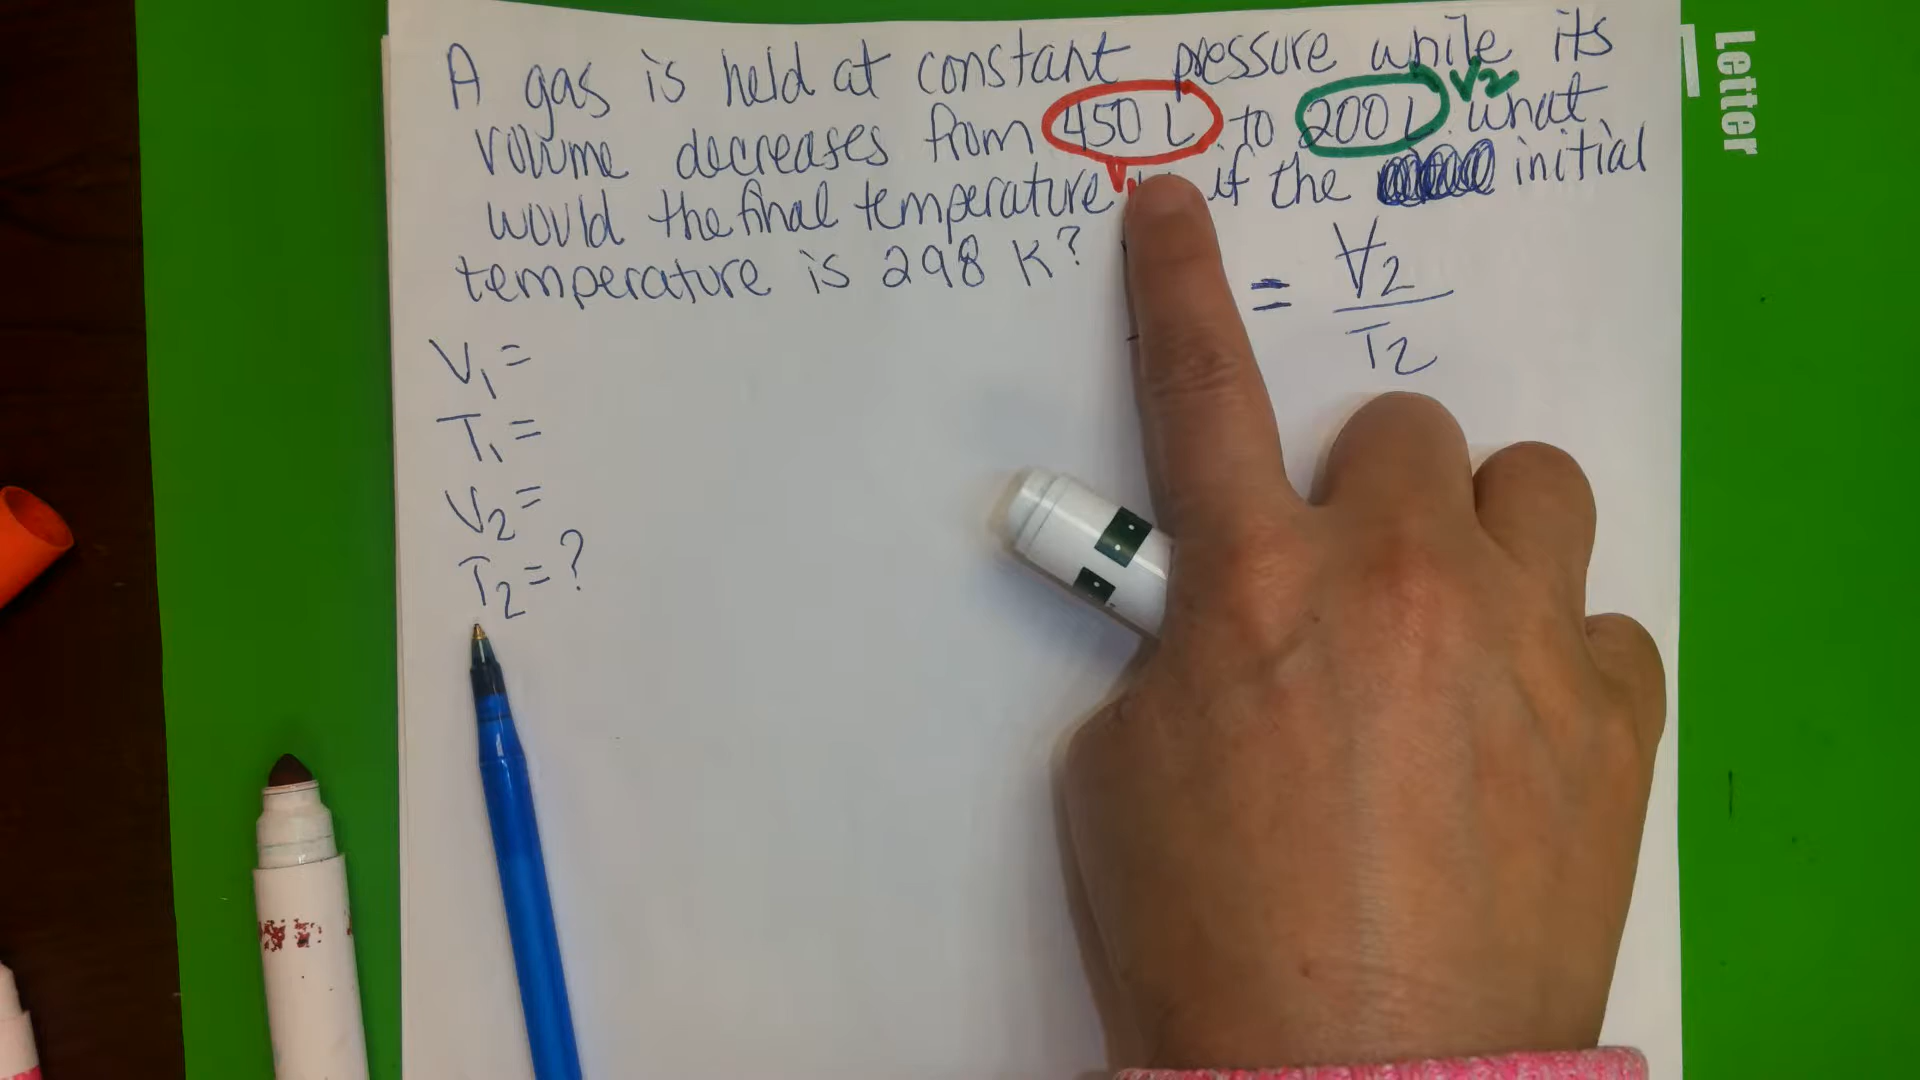 A gas is held at constant pressure while its
volume decreases from 450 L to 200 L. what
V2
would the final temperature if the initial
temperature is 298 K?
= V2
T2
V1 =
T1 =
V2 =
T2 = ?
Letter